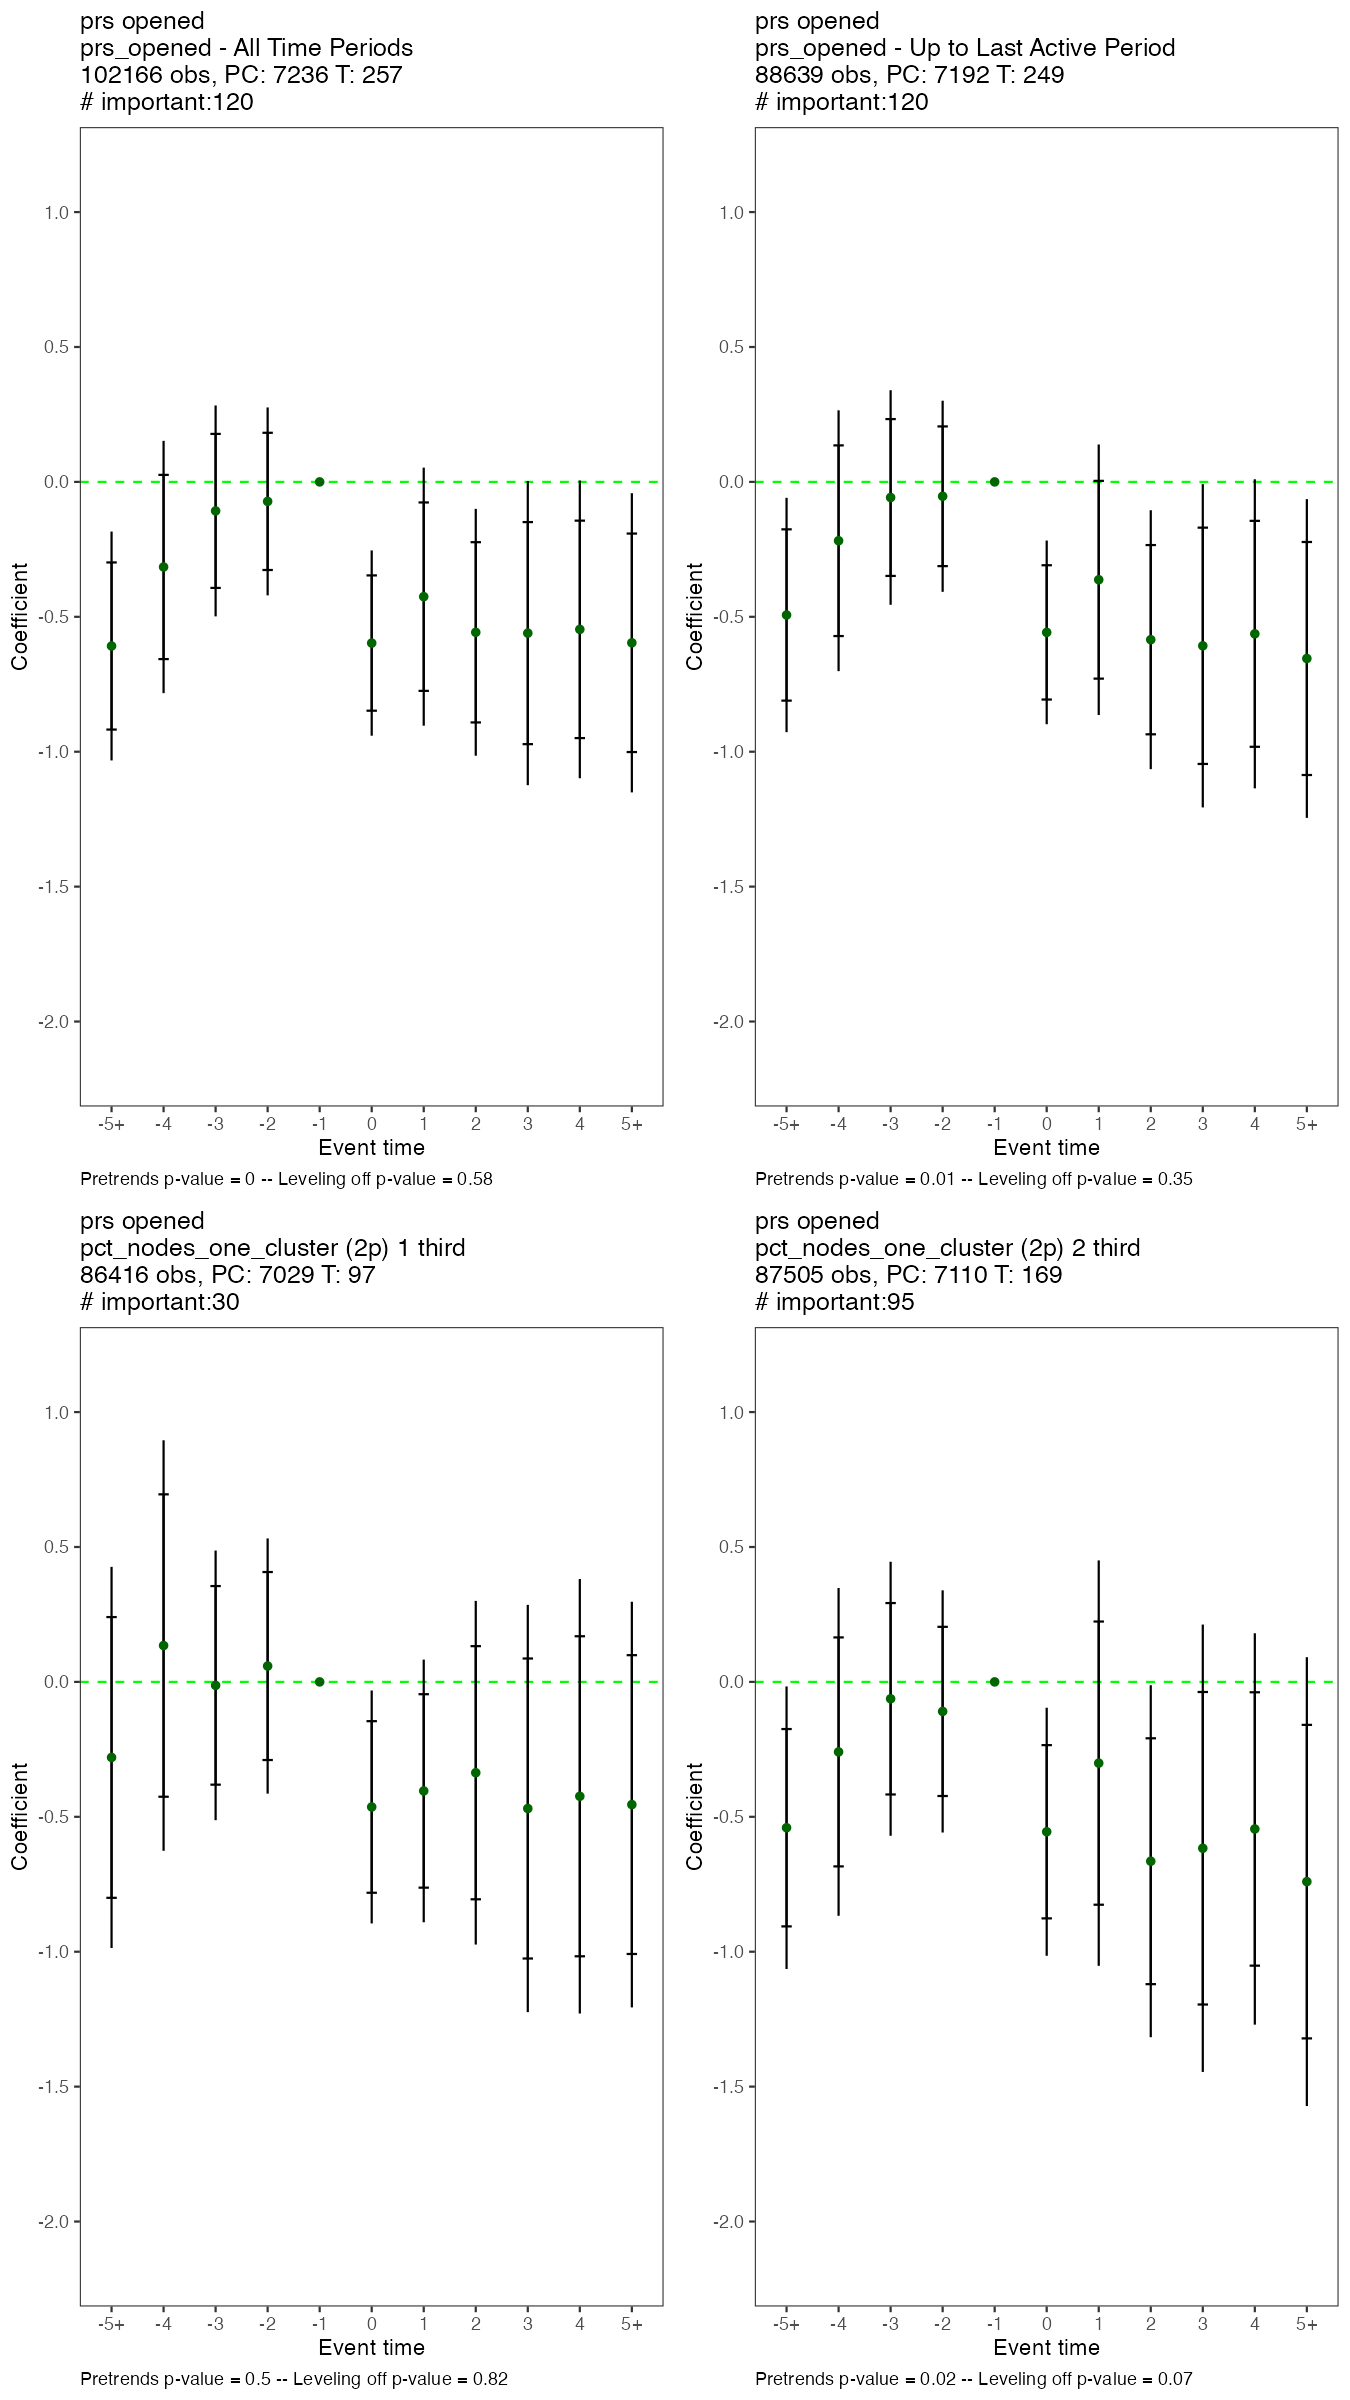 prs opened
prs_opened - All Time Periods
102166 obs, PC: 7236 T: 257
# important:120
1.0
0.5
0.0
-0.5
-1.0
-1.5
-2.0
Coefficient
-5+ -4 -3 -2 -1 0 1 2 3 4 5+
Event time
Pretrends p-value = 0 -- Leveling off p-value = 0.58
prs opened
prs_opened - Up to Last Active Period
88639 obs, PC: 7192 T: 249
# important:120
1.0
0.5
0.0
-0.5
-1.0
-1.5
-2.0
Coefficient
-5+ -4 -3 -2 -1 0 1 2 3 4 5+
Event time
Pretrends p-value = 0.01 -- Leveling off p-value = 0.35
prs opened
pct_nodes_one_cluster (2p) 1 third
86416 obs, PC: 7029 T: 97
# important:30
1.0
0.5
0.0
-0.5
-1.0
-1.5
-2.0
Coefficient
-5+ -4 -3 -2 -1 0 1 2 3 4 5+
Event time
Pretrends p-value = 0.5 -- Leveling off p-value = 0.82
prs opened
pct_nodes_one_cluster (2p) 2 third
87505 obs, PC: 7110 T: 169
# important:95
1.0
0.5
0.0
-0.5
-1.0
-1.5
-2.0
Coefficient
-5+ -4 -3 -2 -1 0 1 2 3 4 5+
Event time
Pretrends p-value = 0.02 -- Leveling off p-value = 0.07